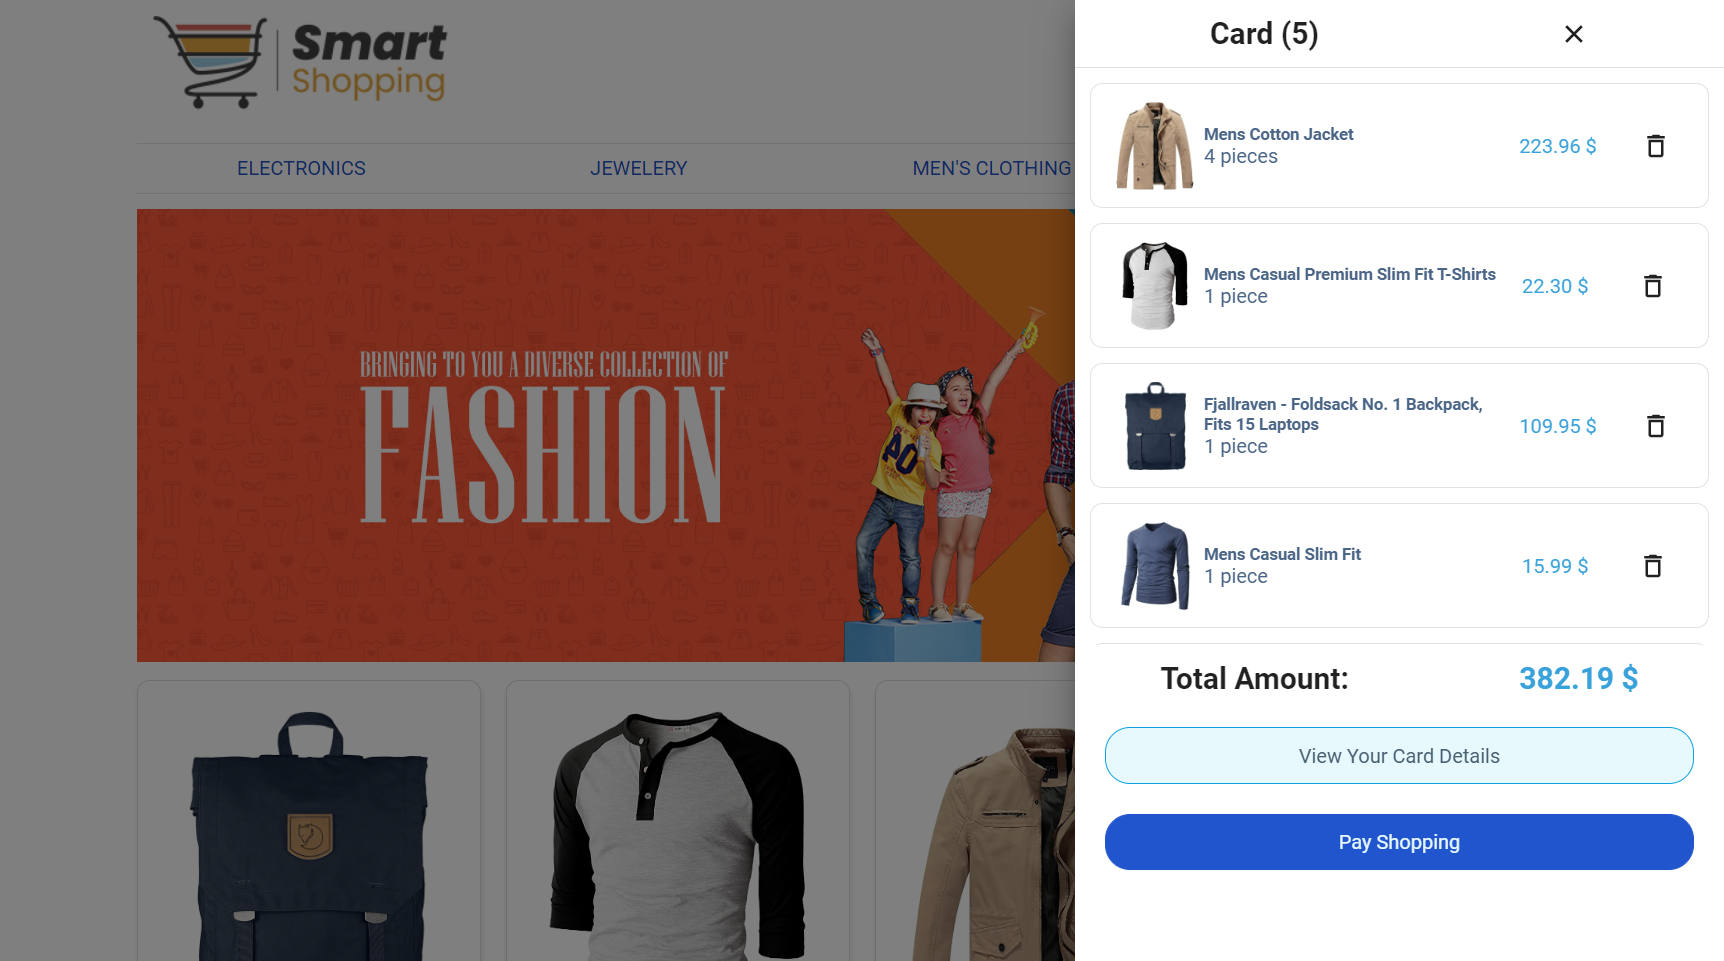 Smart
Shopping
ELECTRONICS
JEWELERY
MEN'S CLOTHING
BRINGING TO YOU A DIVERSE COLLECTION OF
FASHION
Card (5)
Mens Cotton Jacket
4 pieces
223.96 $
Mens Casual Premium Slim Fit T-Shirts
1 piece
22.30 $
Fjallraven - Foldsack No. 1 Backpack,
Fits 15 Laptops
1 piece
109.95 $
Mens Casual Slim Fit
1 piece
15.99 $
Total Amount:
382.19 $
View Your Card Details
Pay Shopping